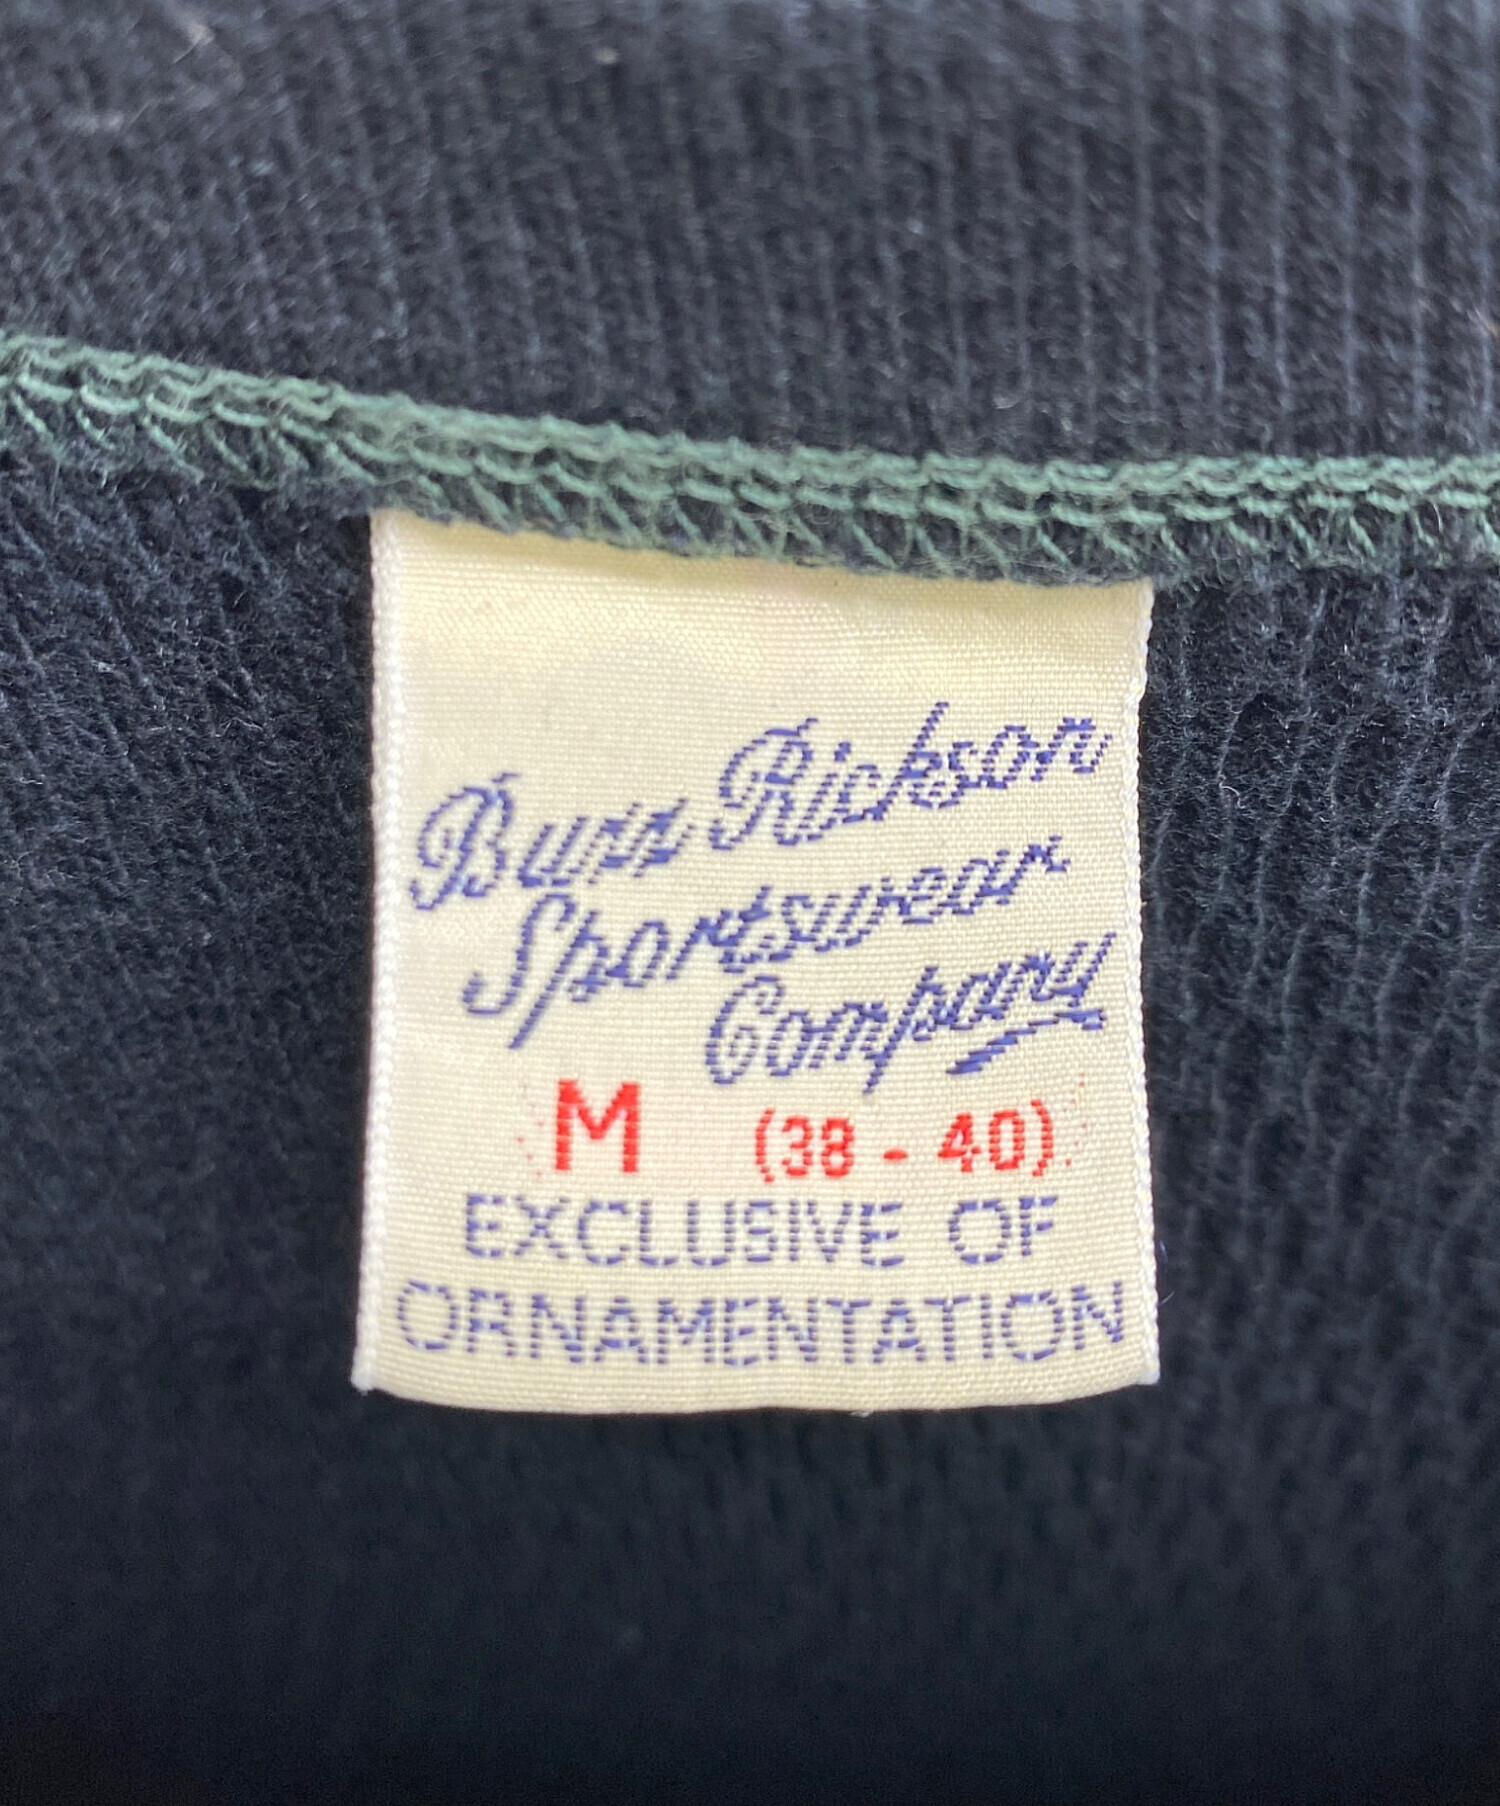 Buzz Rickson
Sportswear
Company
M (38 - 40)
EXCLUSIVE OF
ORNAMENTATION